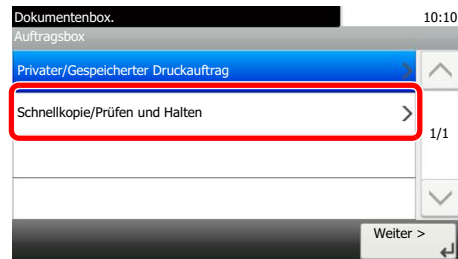 Dokumentenbox.
10:10
Auftragsbox
Privater/Gespeicherter Druckauftrag
Schnellkopie/Prüfen und Halten
1/1
Weiter >